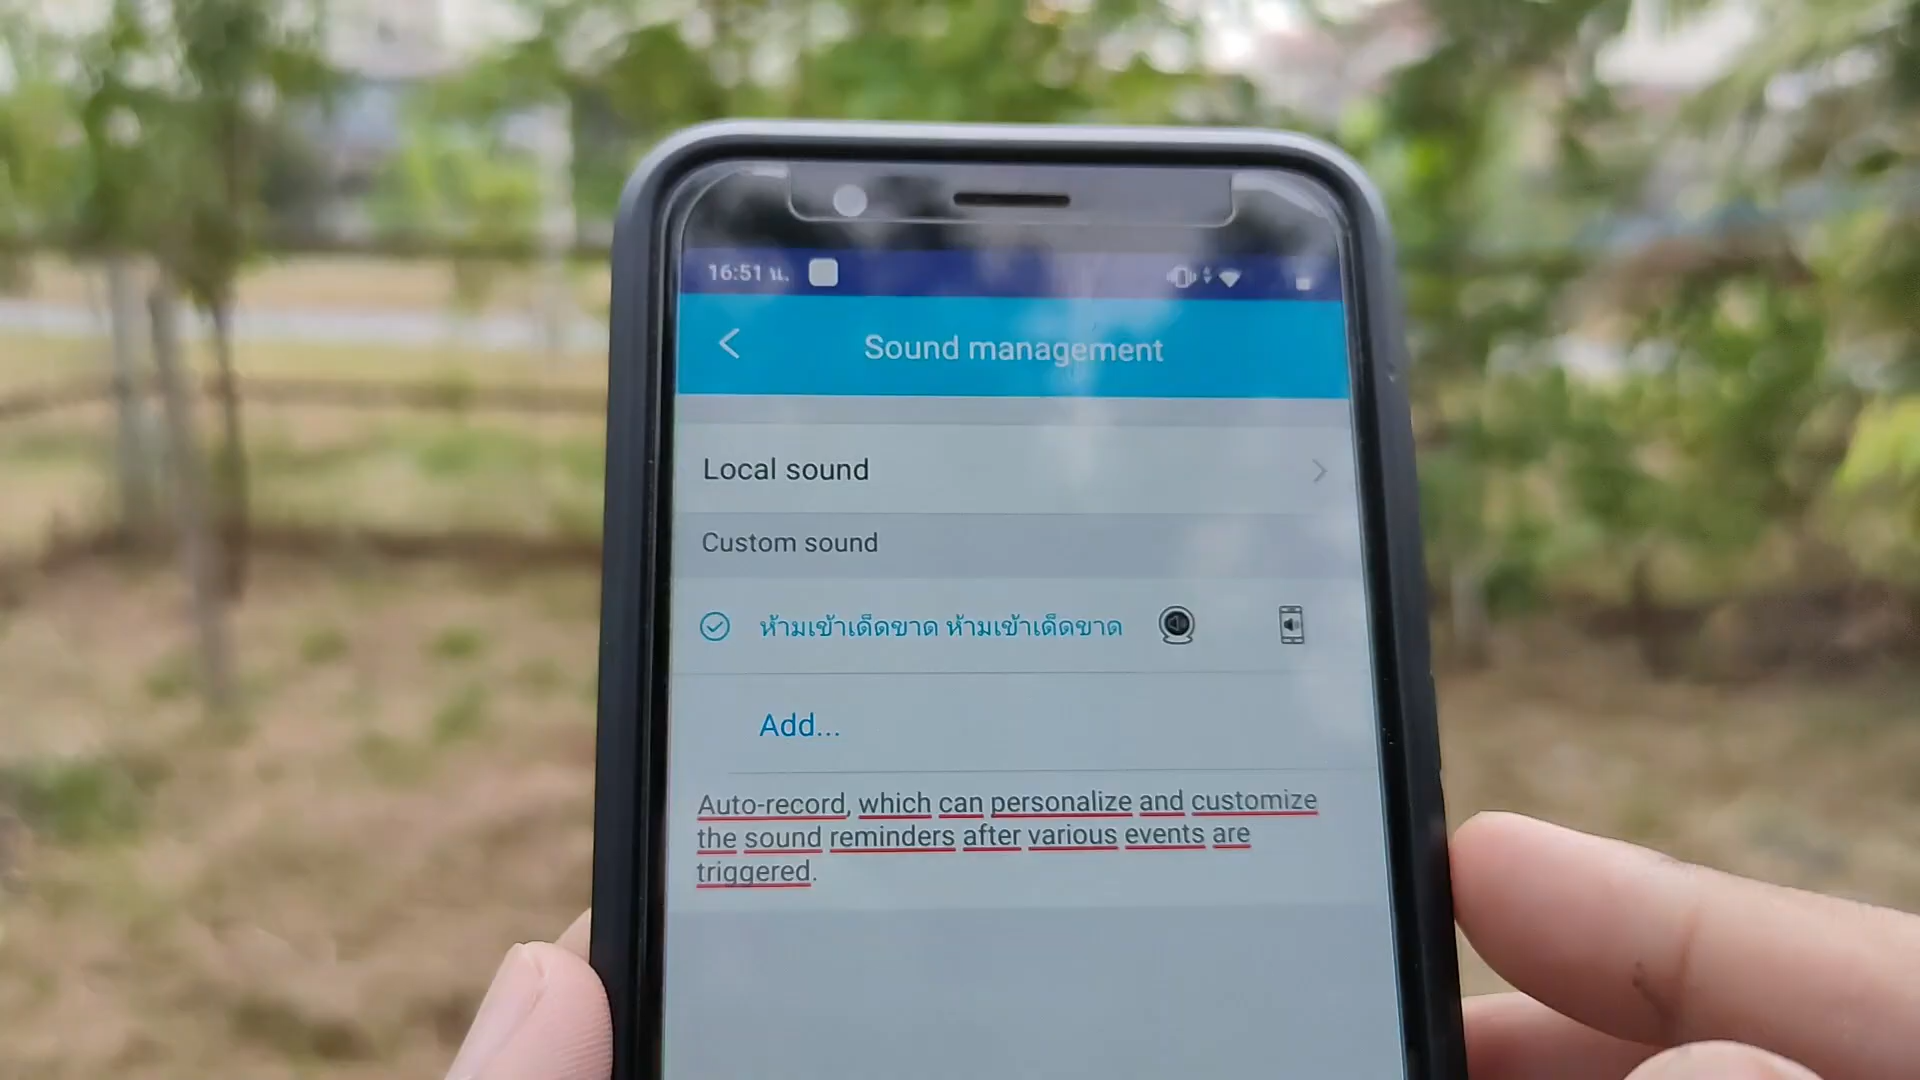 16:51 น.
Sound management
Local sound
Custom sound
ห้ามเข้าเด็ดขาด ห้ามเข้าเด็ดขาด
Add...
Auto-record, which can personalize and customize
the sound reminders after various events are
triggered.